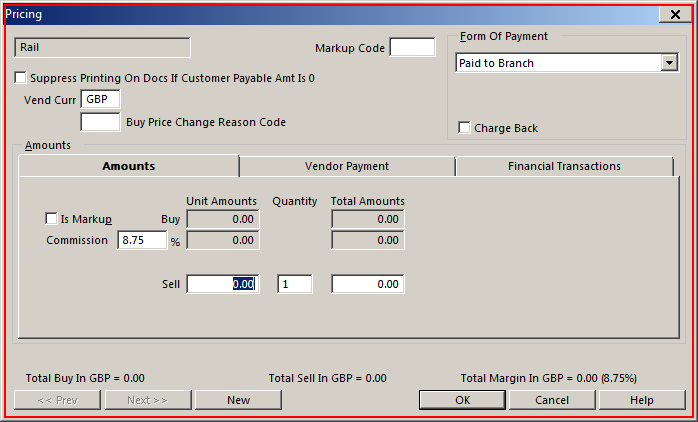 Pricing
Rail
Markup Code
Form Of Payment
Paid to Branch
Suppress Printing On Docs If Customer Payable Amt Is 0
Vend Curr GBP
Buy Price Change Reason Code
Charge Back
Amounts
Amounts Vendor Payment Financial Transactions
Unit Amounts Quantity Total Amounts
Is Markup Buy 0.00 0.00
Commission 8.75 % 0.00 0.00
Sell 0.00 1 0.00
Total Buy In GBP = 0.00 Total Sell In GBP = 0.00 Total Margin In GBP = 0.00 (8.75%)
<< Prev Next >> New OK Cancel Help